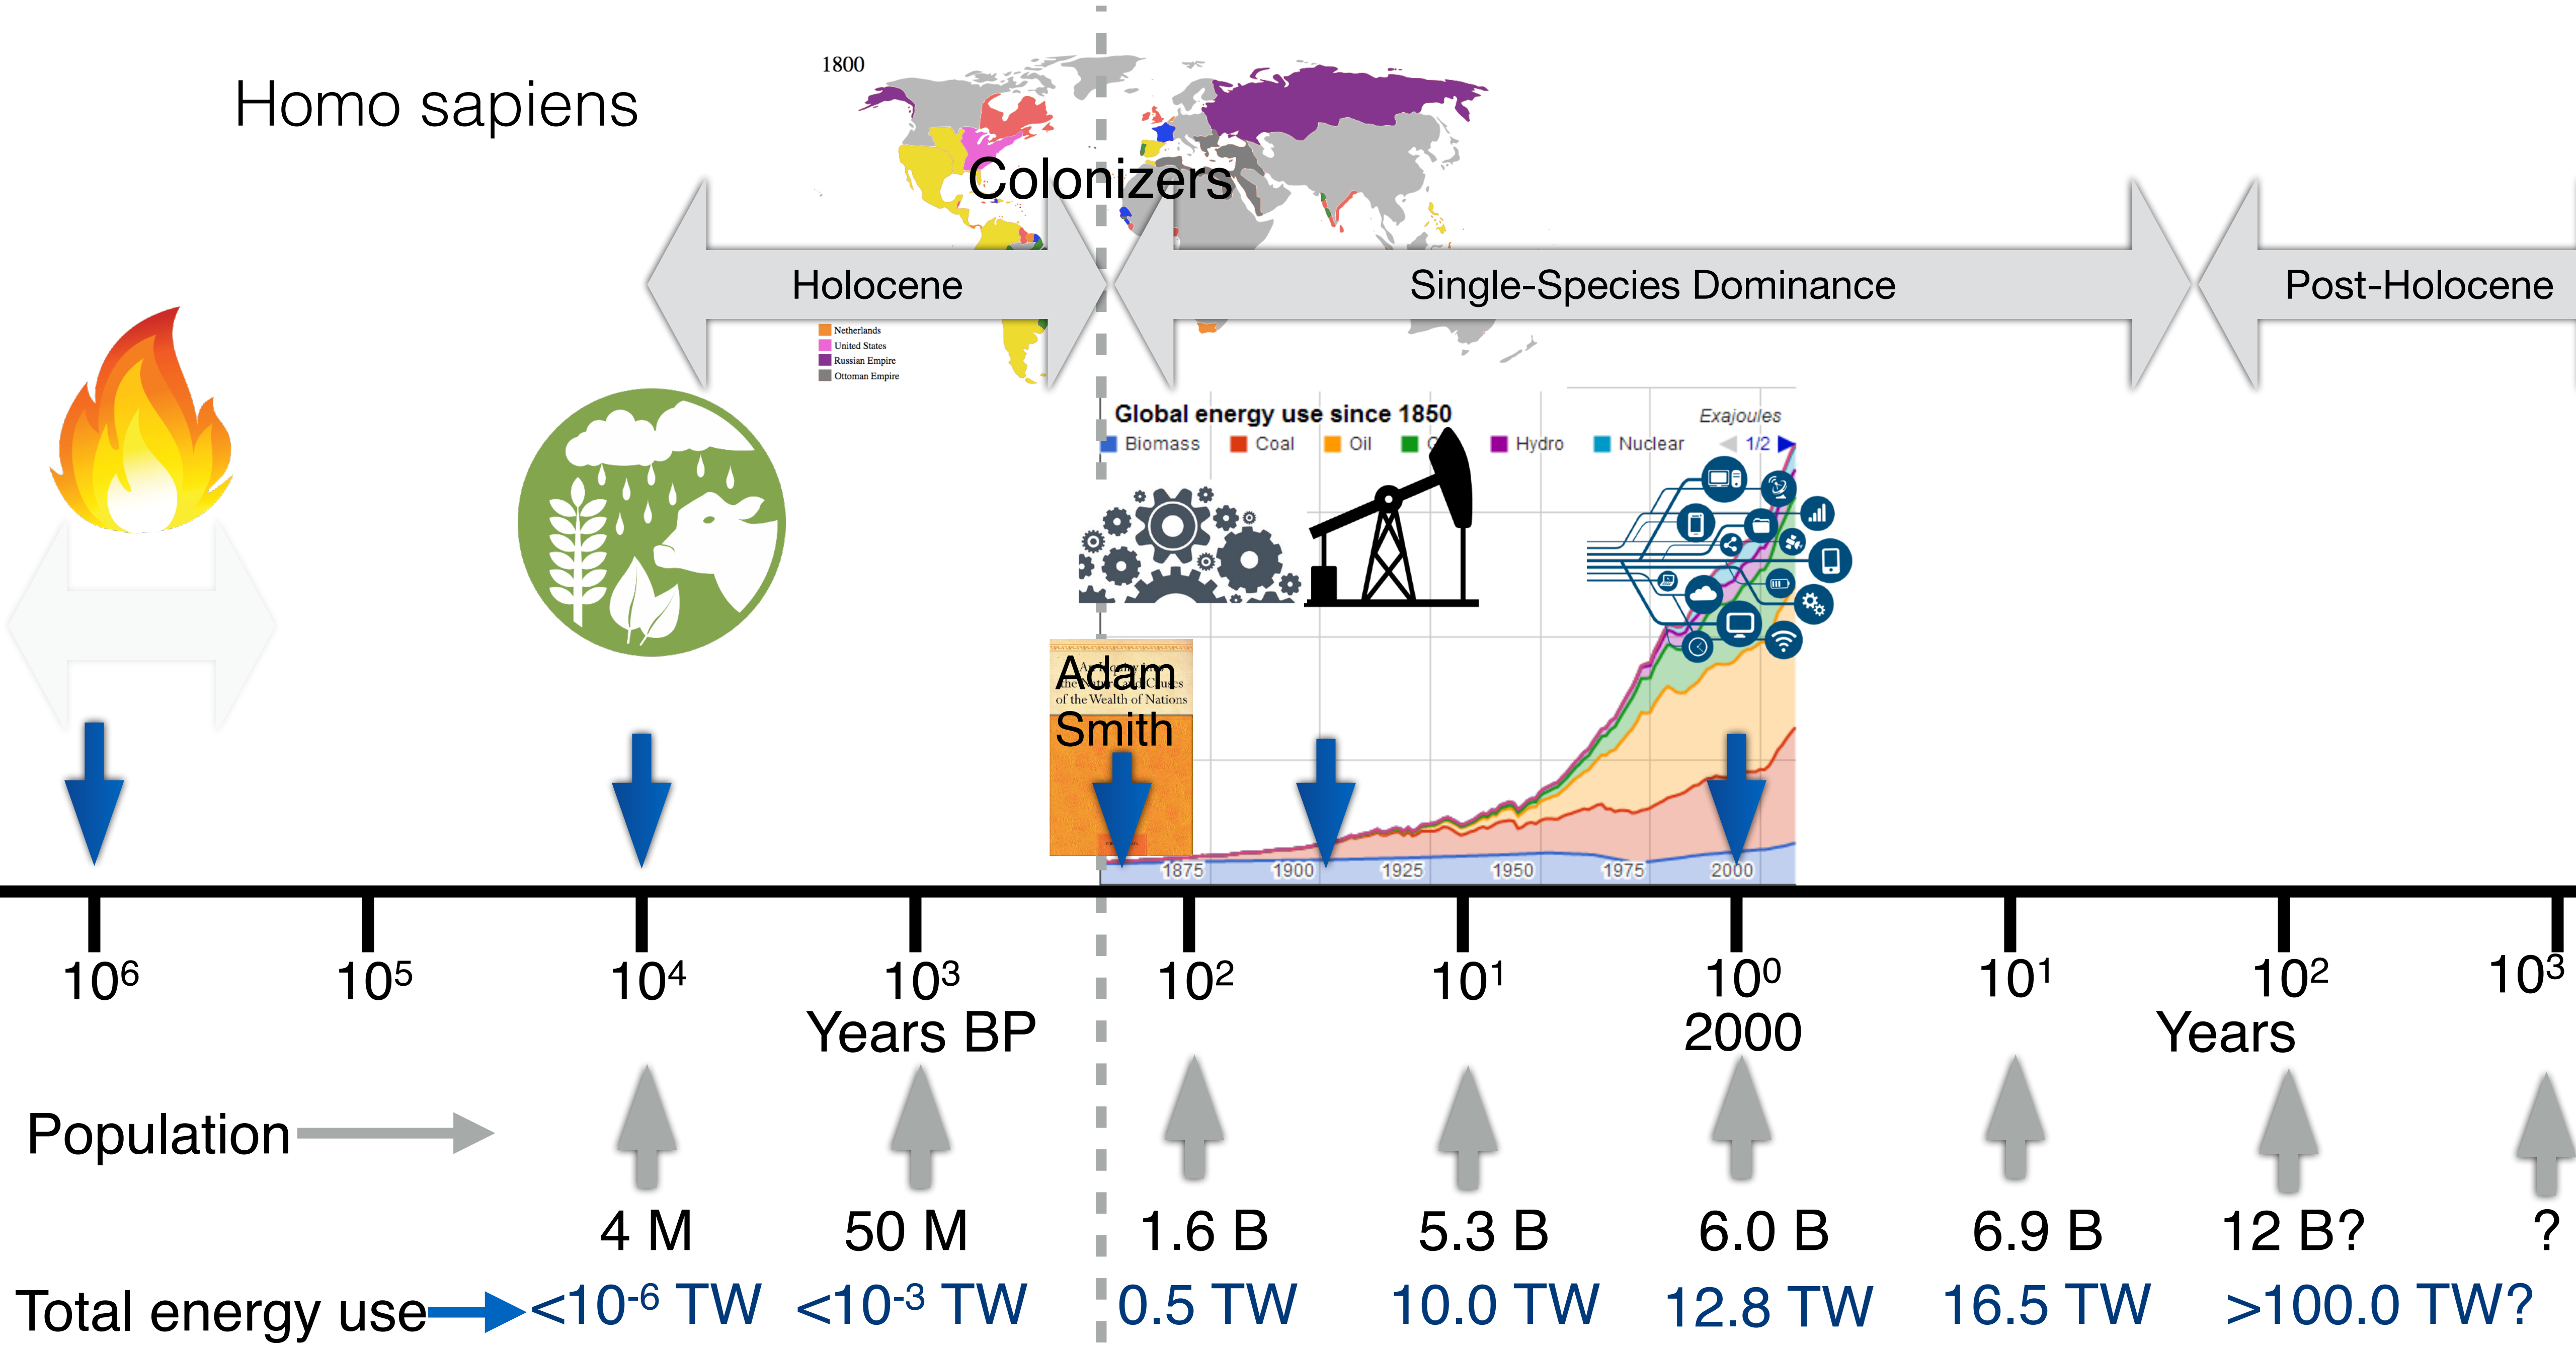 1800
Homo sapiens
Colonizers
Holocene
Single-Species Dominance
Post-Holocene
Netherlands
United States
Russian Empire
Ottoman Empire
Global energy use since 1850
Exajoules
Biomass
Coal
Oil
Hydro
Nuclear
1/2
Adam
Smith
the Nature and Causes
of the Wealth of Nations
1875
1900
1925
1950
1975
2000
10⁶
10⁵
10⁴
10³
10²
10¹
10⁰
10¹
10²
10³
Years BP
2000
Years
Population
4 M
50 M
1.6 B
5.3 B
6.0 B
6.9 B
12 B?
?
Total energy use
<10⁻⁶ TW
<10⁻³ TW
0.5 TW
10.0 TW
12.8 TW
16.5 TW
>100.0 TW?